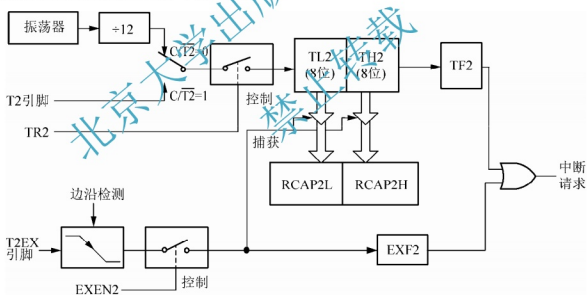 振荡器
÷12
C/T2=0
TL2
(8位)
TH2
(8位)
TF2
T2引脚
C/T2=1
控制
TR2
捕获
中断
请求
RCAP2L
RCAP2H
边沿检测
T2EX
引脚
EXF2
EXEN2
控制
北京大学出版
禁止转载